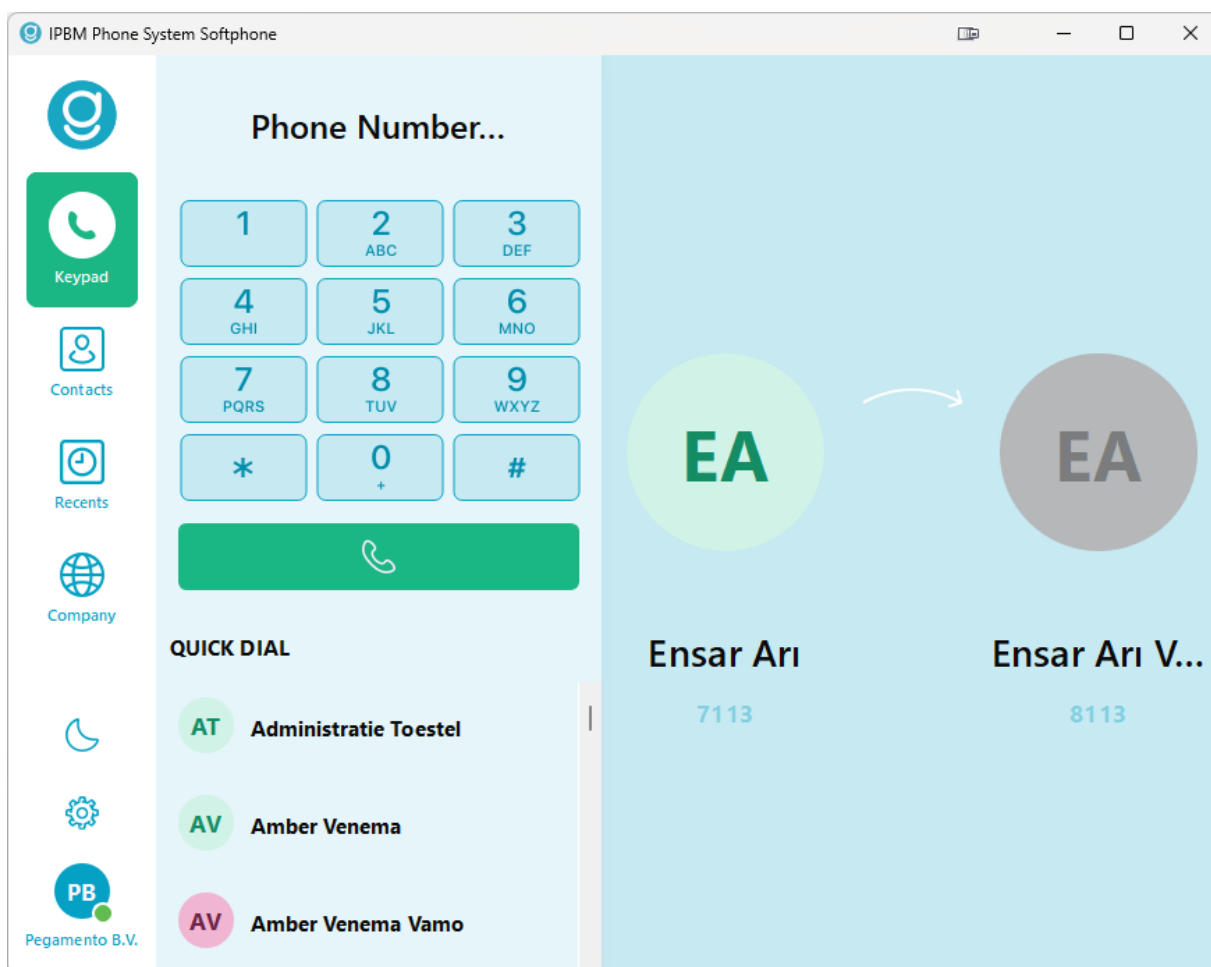 IPBM Phone System Softphone
Keypad
Contacts
Recents
Company
PB
Pegamento B.V.
Phone Number...
1
2
ABC
3
DEF
4
GHI
5
JKL
6
MNO
7
PQRS
8
TUV
9
WXYZ
*
0
+
#
QUICK DIAL
AT Administratie Toestel
AV Amber Venema
AV Amber Venema Vamo
EA
Ensar Arı
7113
EA
Ensar Arı V...
8113